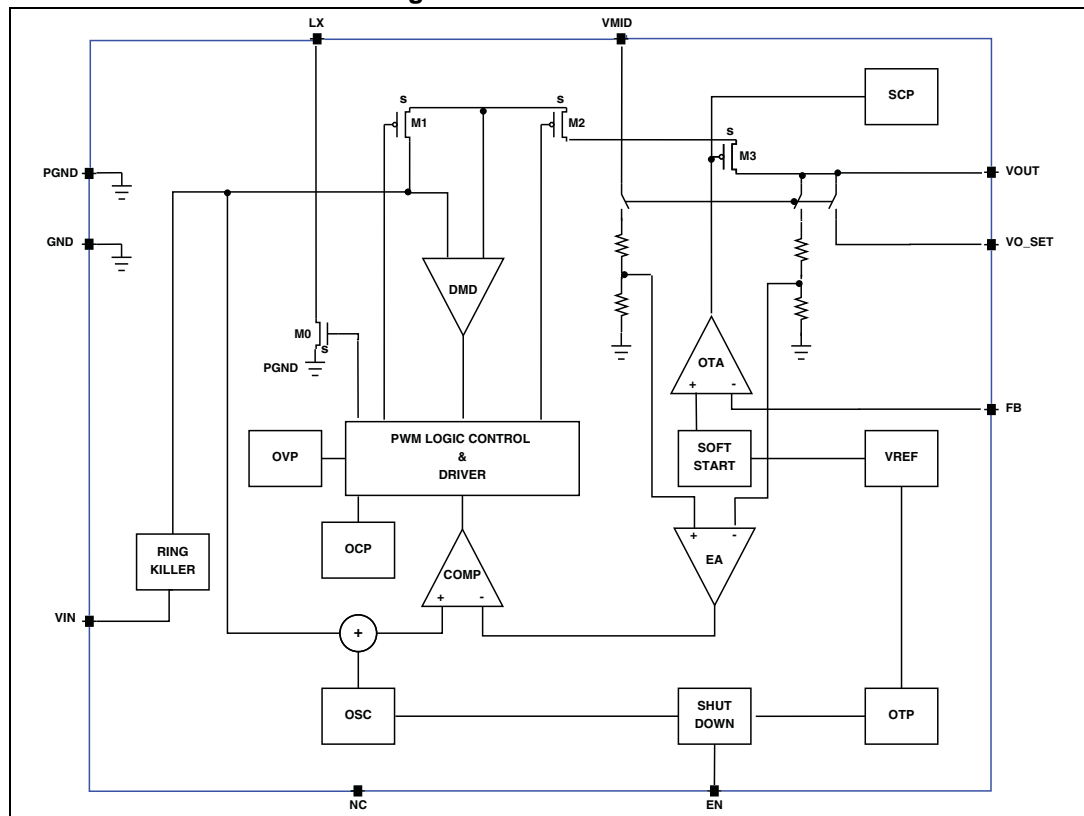 LX
VMID
SCP
S
M1
S
M2
S
M3
PGND
VOUT
GND
VO_SET
DMD
M0
S
PGND
OTA
+ -
FB
PWM LOGIC CONTROL
&
DRIVER
OVP
SOFT
START
VREF
OCP
RING
KILLER
COMP
+ -
+ -
EA
VIN
+
OSC
SHUT
DOWN
OTP
NC
EN